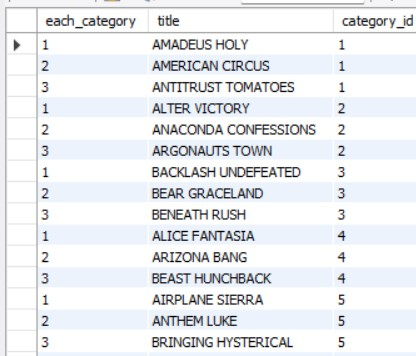 each_category title category_id
1 AMADEUS HOLY 1
2 AMERICAN CIRCUS 1
3 ANTITRUST TOMATOES 1
1 ALTER VICTORY 2
2 ANACONDA CONFESSIONS 2
3 ARGONAUTS TOWN 2
1 BACKLASH UNDEFEATED 3
2 BEAR GRACELAND 3
3 BENEATH RUSH 3
1 ALICE FANTASIA 4
2 ARIZONA BANG 4
3 BEAST HUNCHBACK 4
1 AIRPLANE SIERRA 5
2 ANTHEM LUKE 5
3 BRINGING HYSTERICAL 5